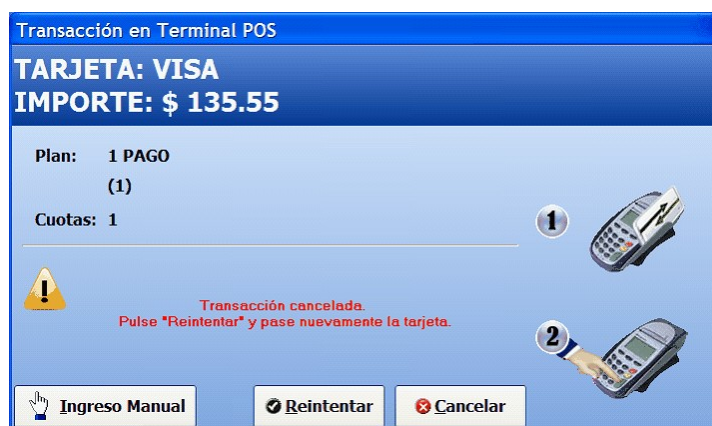 Transacción en Terminal POS
TARJETA: VISA
IMPORTE: $ 135.55
Plan: 1 PAGO
(1)
Cuotas: 1
1
Transacción cancelada.
Pulse "Reintentar" y pase nuevamente la tarjeta.
2
Ingreso Manual Reintentar Cancelar